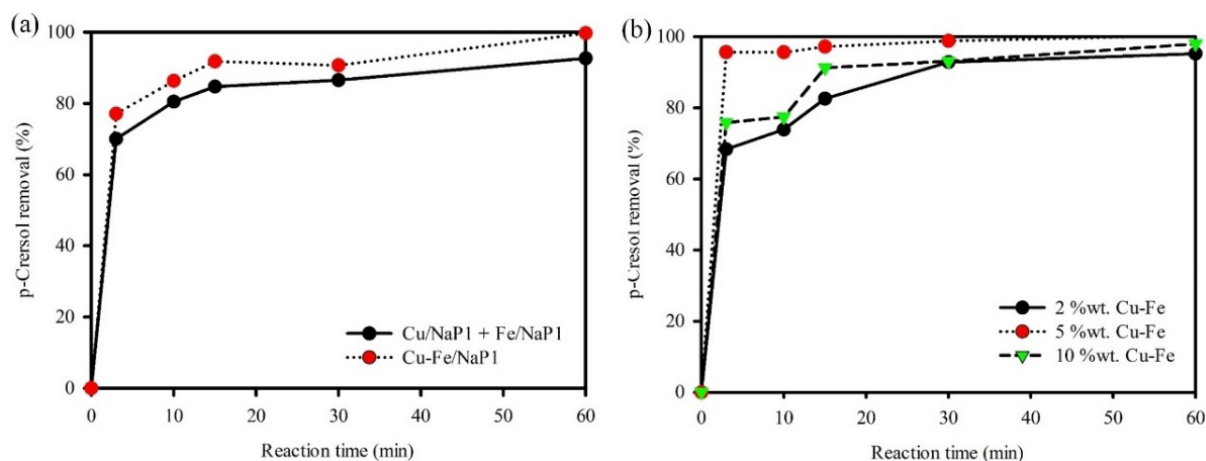 (a)
p-Crersol removal (%)
100
80
60
40
20
0
0 10 20 30 40 50 60
Reaction time (min)
Cu/NaP1 + Fe/NaP1
Cu-Fe/NaP1
(b)
p-Cresol removal (%)
100
80
60
40
20
0
0 10 20 30 40 50 60
Reaction time (min)
2 %wt. Cu-Fe
5 %wt. Cu-Fe
10 %wt. Cu-Fe